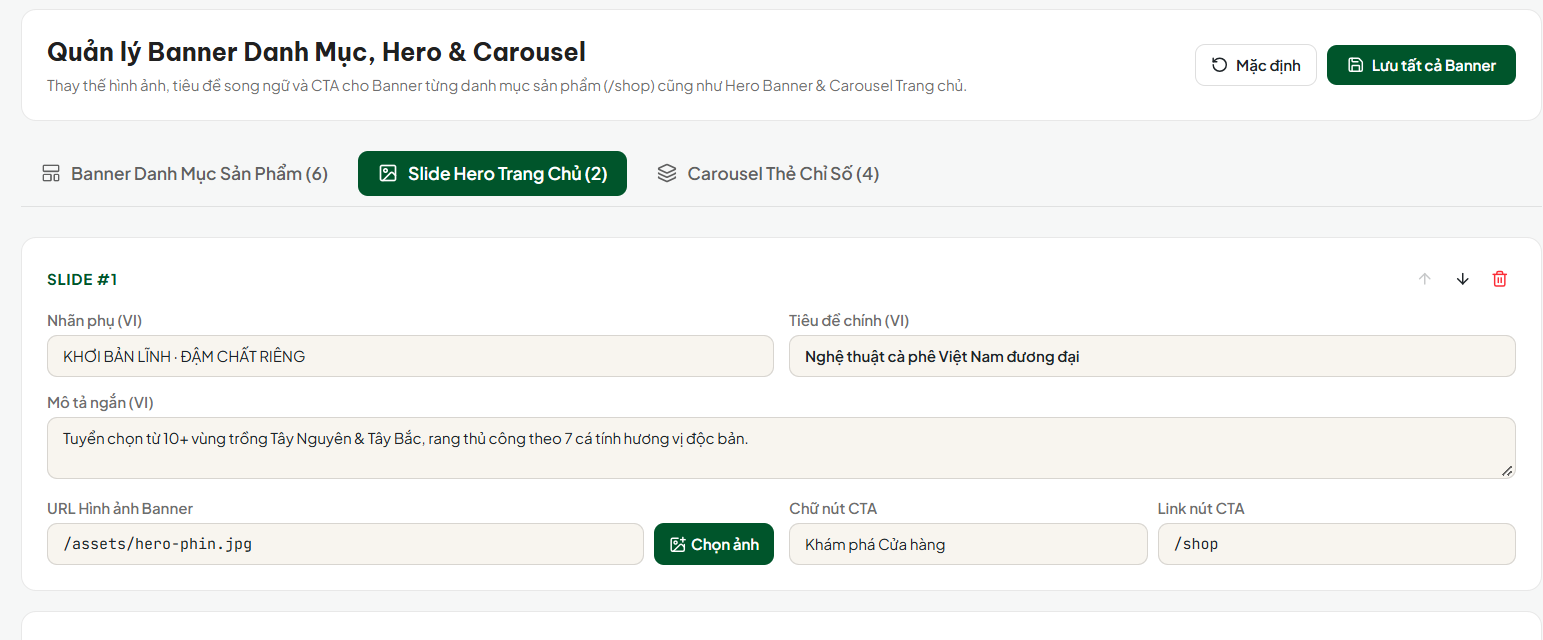 Quản lý Banner Danh Mục, Hero & Carousel
Thay thế hình ảnh, tiêu đề song ngữ và CTA cho Banner từng danh mục sản phẩm (/shop) cũng như Hero Banner & Carousel Trang chủ.
Mặc định
Lưu tất cả Banner
Banner Danh Mục Sản Phẩm (6)
Slide Hero Trang Chủ (2)
Carousel Thẻ Chỉ Số (4)
SLIDE #1
Nhãn phụ (VI)
Tiêu đề chính (VI)
KHƠI BẢN LĨNH · ĐẬM CHẤT RIÊNG
Nghệ thuật cà phê Việt Nam đương đại
Mô tả ngắn (VI)
Tuyển chọn từ 10+ vùng trồng Tây Nguyên & Tây Bắc, rang thủ công theo 7 cá tính hương vị độc bản.
URL Hình ảnh Banner
Chữ nút CTA
Link nút CTA
/assets/hero-phin.jpg
Chọn ảnh
Khám phá Cửa hàng
/shop